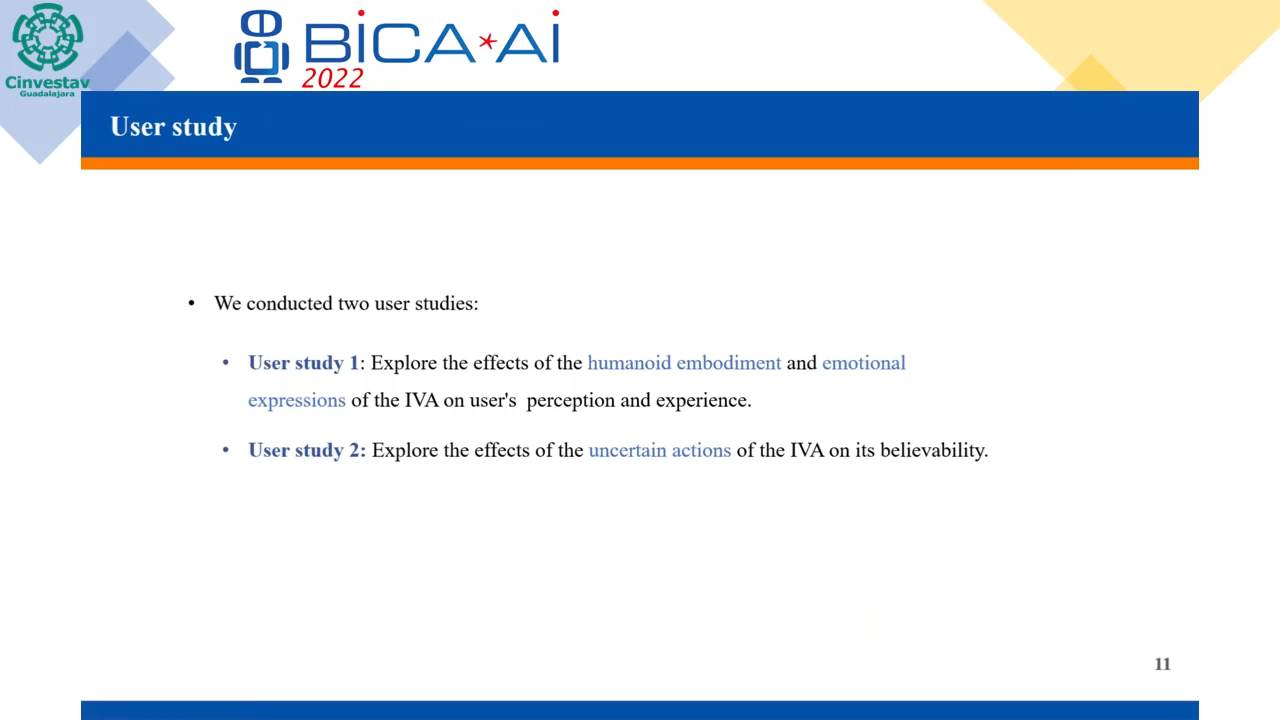 Cinvestav
Guadalajara
BiCA*Ai
2022
User study
• We conducted two user studies:
• User study 1: Explore the effects of the humanoid embodiment and emotional
expressions of the IVA on user's  perception and experience.
• User study 2: Explore the effects of the uncertain actions of the IVA on its believability.
11